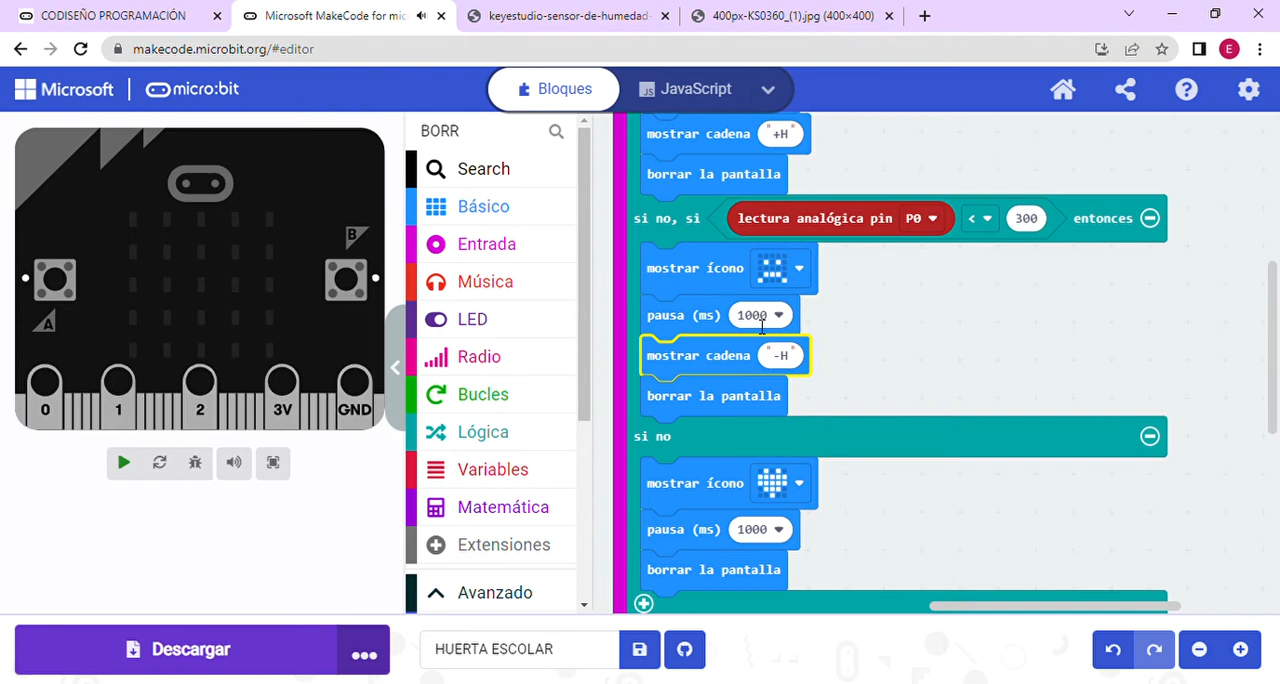 CODISEÑO PROGRAMACIÓN
Microsoft MakeCode for mic
keyestudio-sensor-de-humedad-
400px-KS0360_(1).jpg (400×400)
makecode.microbit.org/#editor
E
Microsoft
micro:bit
Bloques
JS JavaScript
A
B
0 1 2 3V GND
BORR
Search
Básico
Entrada
Música
LED
Radio
Bucles
Lógica
Variables
Matemática
Extensiones
Avanzado
mostrar cadena "+H"
borrar la pantalla
si no, si lectura analógica pin P0 < 300 entonces
mostrar ícono
pausa (ms) 1000
mostrar cadena "-H"
borrar la pantalla
si no
mostrar ícono
pausa (ms) 1000
borrar la pantalla
Descargar
HUERTA ESCOLAR